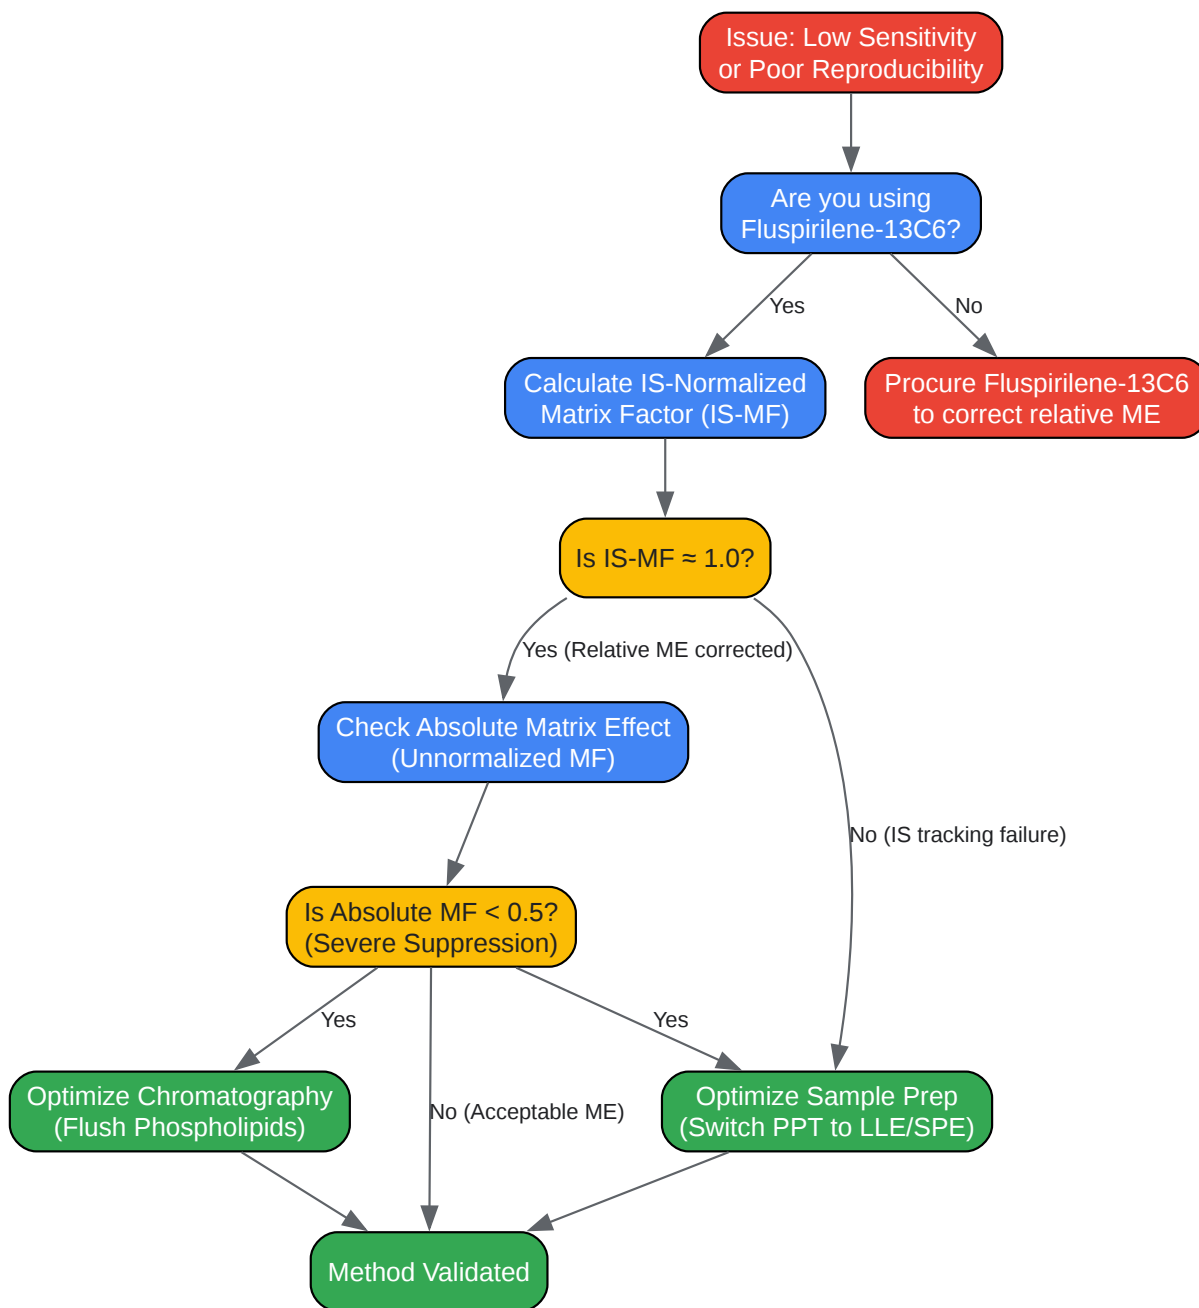 Issue: Low Sensitivity
or Poor Reproducibility
Are you using
Fluspirilene-13C6?
Yes
No
Calculate IS-Normalized
Matrix Factor (IS-MF)
Procure Fluspirilene-13C6
to correct relative ME
Is IS-MF ≈ 1.0?
Yes (Relative ME corrected)
Check Absolute Matrix Effect
(Unnormalized MF)
No (IS tracking failure)
Is Absolute MF < 0.5?
(Severe Suppression)
Yes
Yes
Optimize Chromatography
(Flush Phospholipids)
No (Acceptable ME)
Optimize Sample Prep
(Switch PPT to LLE/SPE)
Method Validated